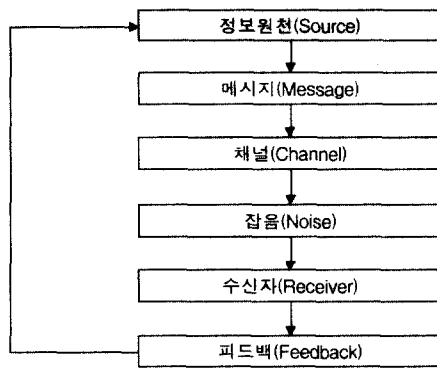 정보원천(Source)
메시지(Message)
채널(Channel)
잡음(Noise)
수신자(Receiver)
피드백(Feedback)